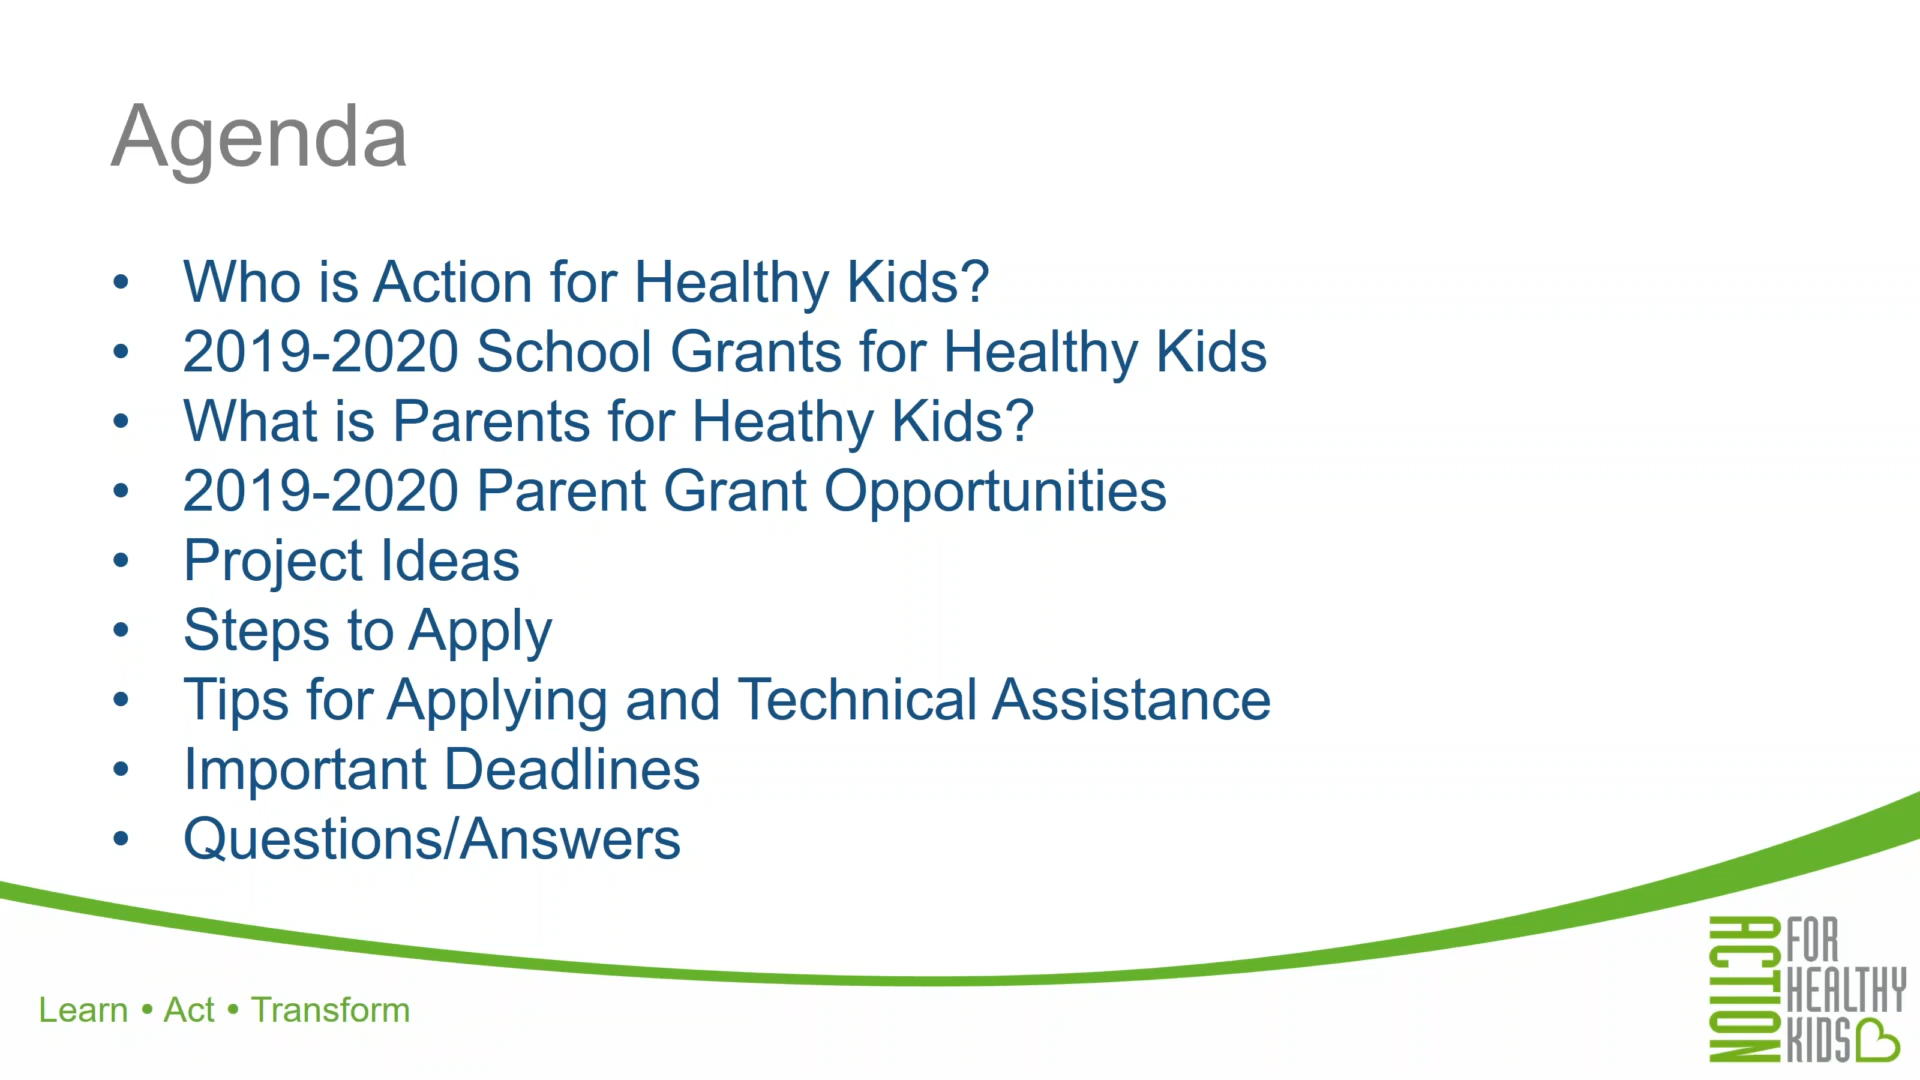 Agenda
• Who is Action for Healthy Kids?
• 2019-2020 School Grants for Healthy Kids
• What is Parents for Heathy Kids?
• 2019-2020 Parent Grant Opportunities
• Project Ideas
• Steps to Apply
• Tips for Applying and Technical Assistance
• Important Deadlines
• Questions/Answers
Learn • Act • Transform
ACTION
FOR
HEALTHY
KIDS